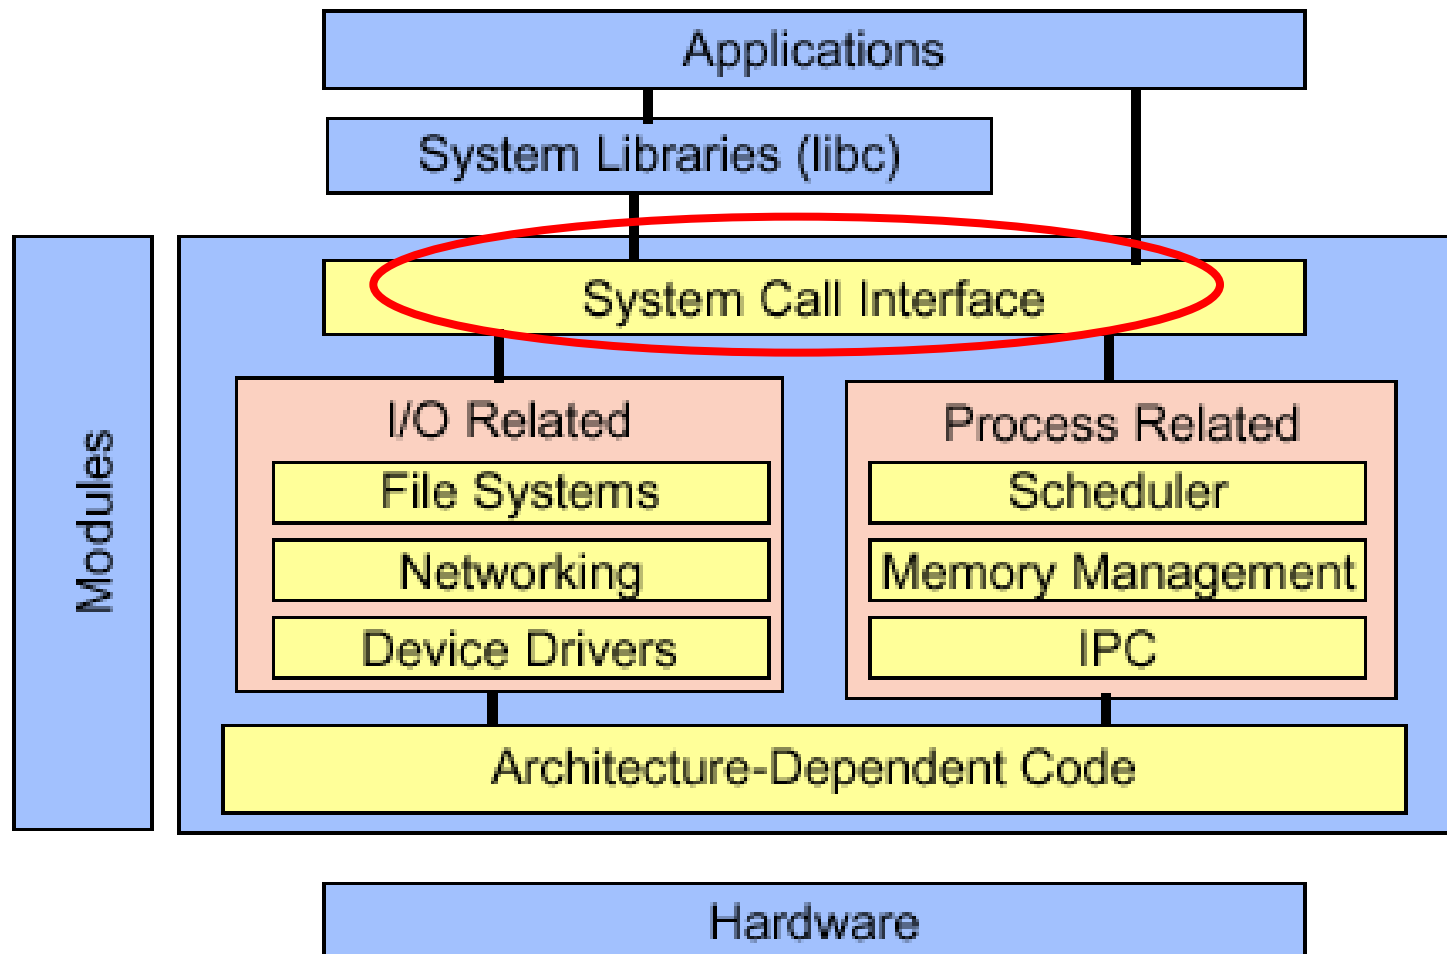 Applications
System Libraries (libc)
System Call Interface
Modules
I/O Related
File Systems
Networking
Device Drivers
Process Related
Scheduler
Memory Management
IPC
Architecture-Dependent Code
Hardware